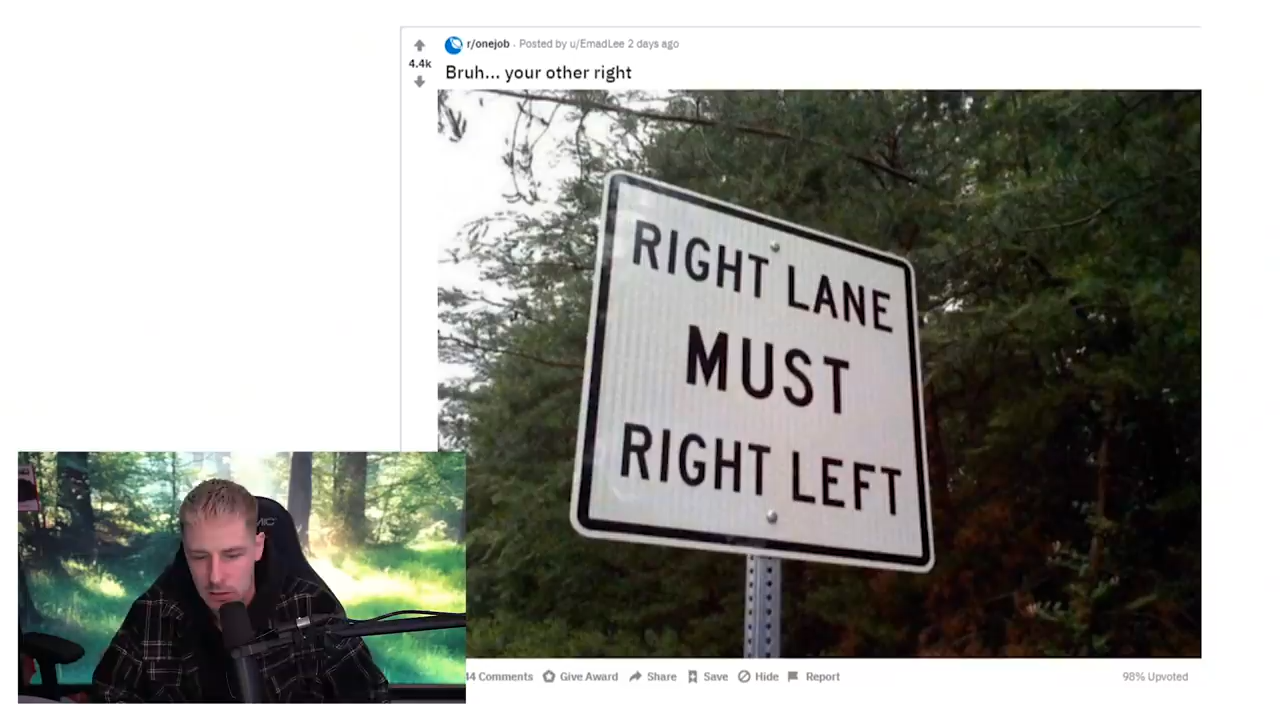 r/onejob · Posted by u/EmadLee 2 days ago
4.4k
Bruh... your other right
RIGHT LANE
MUST
RIGHT LEFT
44 Comments Give Award Share Save Hide Report
98% Upvoted